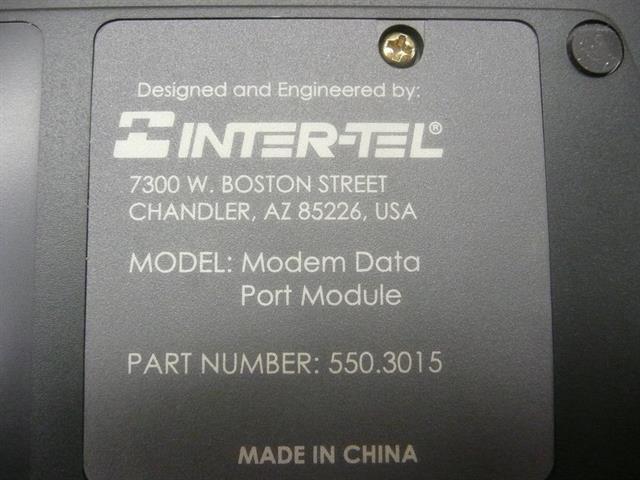 Designed and Engineered by:
INTER-TEL®
7300 W. BOSTON STREET
CHANDLER, AZ 85226, USA
MODEL: Modem Data
Port Module
PART NUMBER: 550.3015
MADE IN CHINA